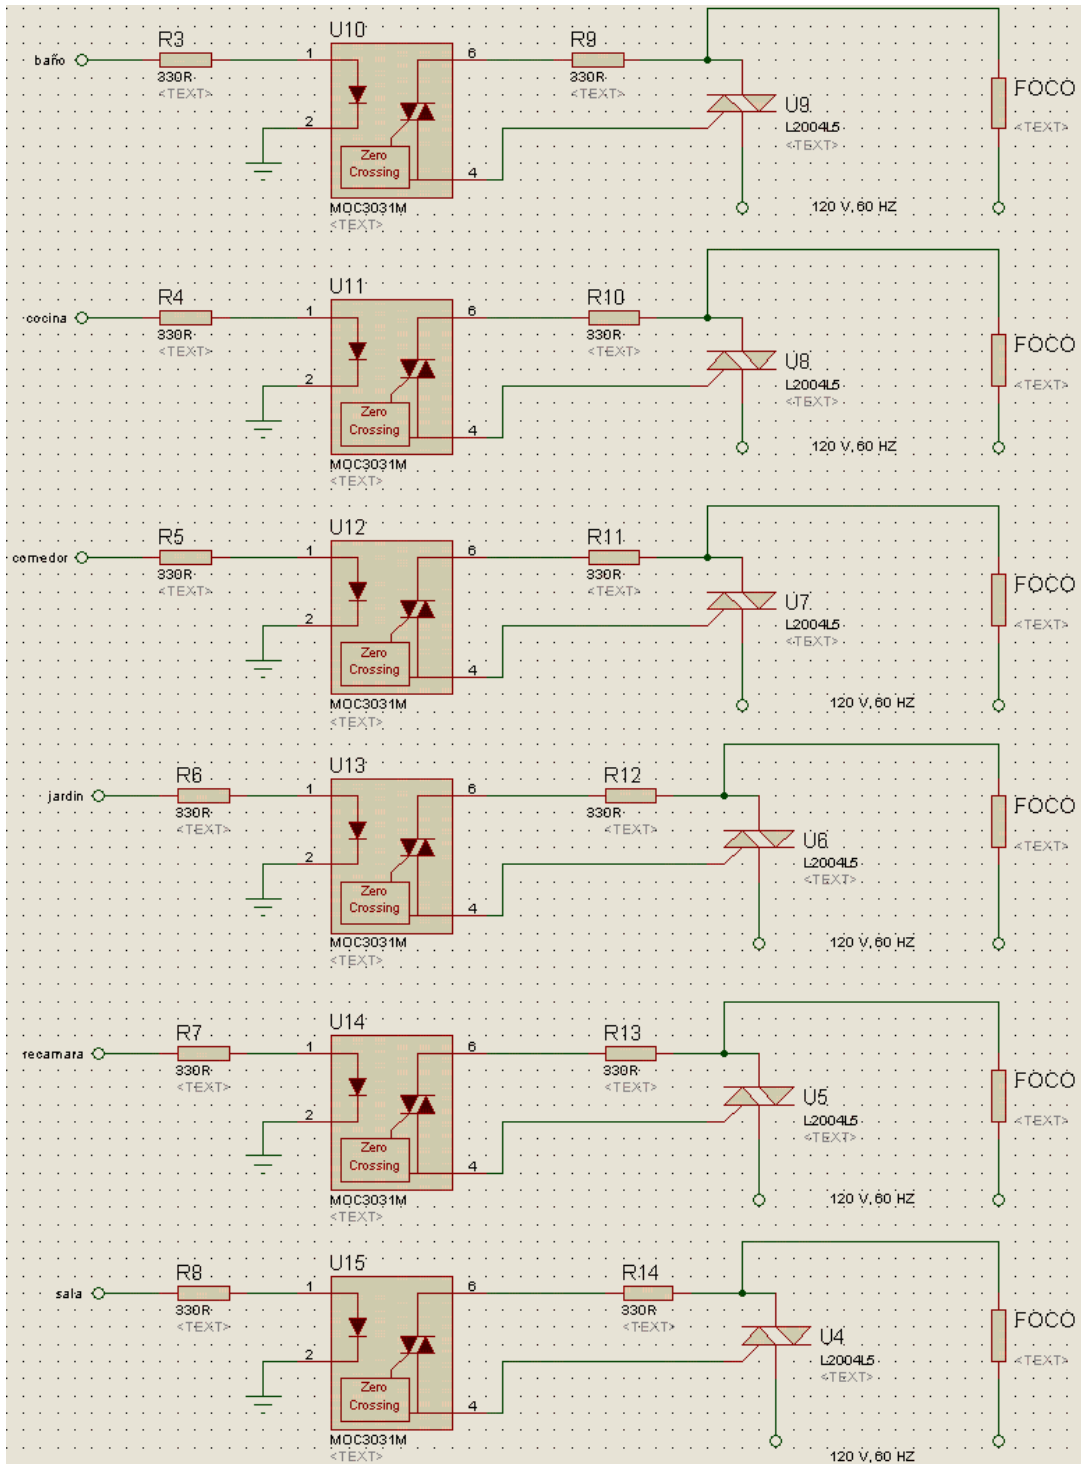 U10
R3
R9
baño
1
6
330R
<TEXT>
330R
<TEXT>
FOCO
<TEXT>
U9
L2004L5
<TEXT>
2
Zero
Crossing
4
MOC3031M
<TEXT>
120 V, 60 HZ
U11
R4
R10
cocina
1
6
330R
<TEXT>
330R
<TEXT>
FOCO
<TEXT>
U8
L2004L5
<TEXT>
2
Zero
Crossing
4
MOC3031M
<TEXT>
120 V, 60 HZ
U12
R5
R11
comedor
1
6
330R
<TEXT>
330R
<TEXT>
FOCO
<TEXT>
U7
L2004L5
<TEXT>
2
Zero
Crossing
4
MOC3031M
<TEXT>
120 V, 60 HZ
U13
R6
R12
jardin
1
6
330R
<TEXT>
330R
<TEXT>
FOCO
<TEXT>
U6
L2004L5
<TEXT>
2
Zero
Crossing
4
MOC3031M
<TEXT>
120 V, 60 HZ
U14
R7
R13
recamara
1
6
330R
<TEXT>
330R
<TEXT>
FOCO
<TEXT>
U5
L2004L5
<TEXT>
2
Zero
Crossing
4
MOC3031M
<TEXT>
120 V, 60 HZ
U15
R8
R14
sala
1
6
330R
<TEXT>
330R
<TEXT>
FOCO
<TEXT>
U4
L2004L5
<TEXT>
2
Zero
Crossing
4
MOC3031M
<TEXT>
120 V, 60 HZ